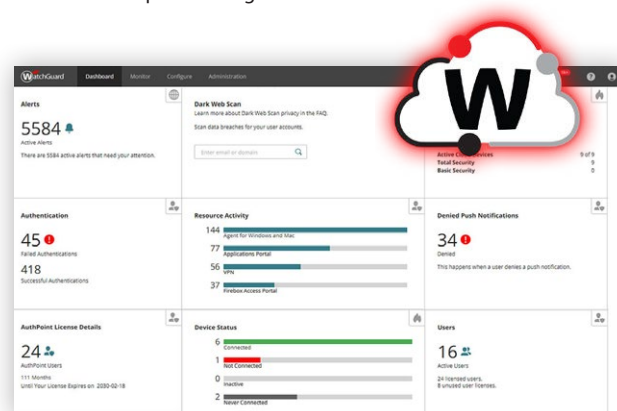 WatchGuard Dashboard Monitor Configure Administration
Alerts
5584
Active Alerts
There are 5584 active alerts that need your attention.
Dark Web Scan
Learn more about Dark Web Scan privacy in the FAQ.
Scan data breaches for your user accounts.
Enter email or domain
W
9 of 9
Total Security 9
Basic Security 0
Authentication
45
Failed Authentications
418
Successful Authentications
Resource Activity
144
Agent for Windows and Mac
77
Applications Portal
56
VPN
37
Firebox Access Portal
Denied Push Notifications
34
Denied
This happens when a user denies a push notification.
AuthPoint License Details
24
AuthPoint Users
111 Months
Until Your License Expires on 2030-02-18
Device Status
6
Connected
1
Not Connected
0
Inactive
2
Never Connected
Users
16
Active Users
24 licensed users.
8 unused user licenses.